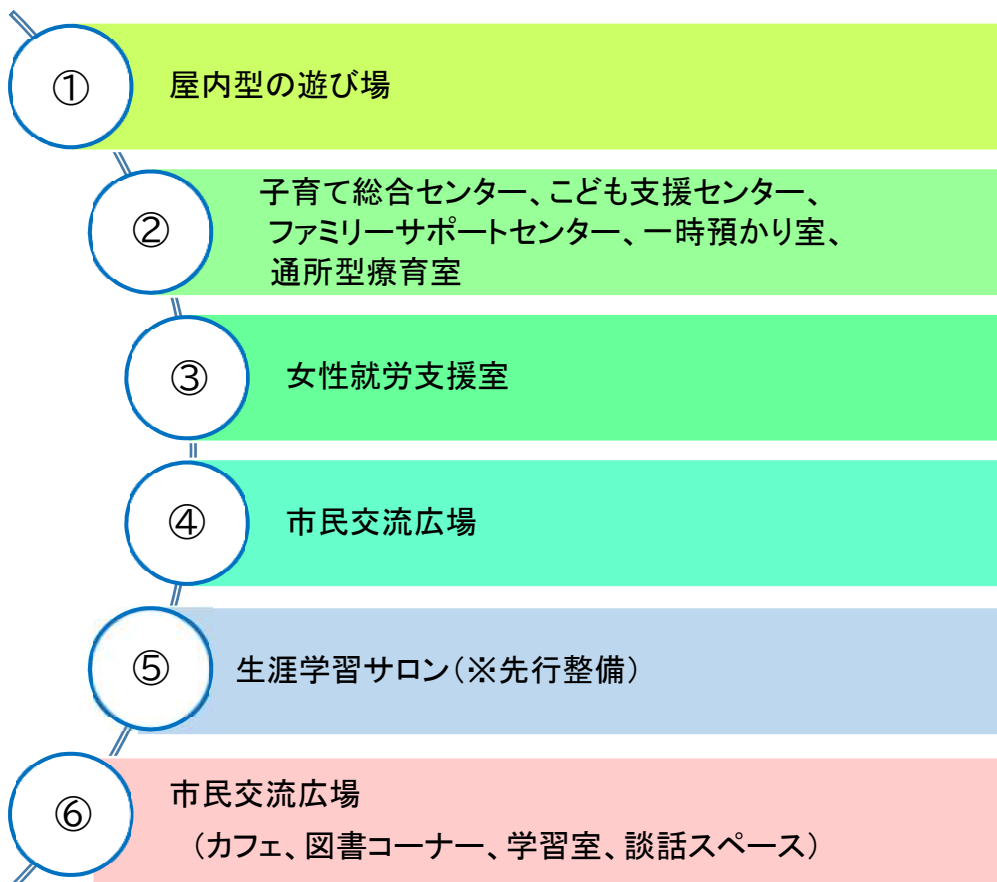 ①
屋内型の遊び場
②
子育て総合センター、こども支援センター、
ファミリーサポートセンター、一時預かり室、
通所型療育室
③
女性就労支援室
④
市民交流広場
⑤
生涯学習サロン(※先行整備)
⑥
市民交流広場
(カフェ、図書コーナー、学習室、談話スペース)